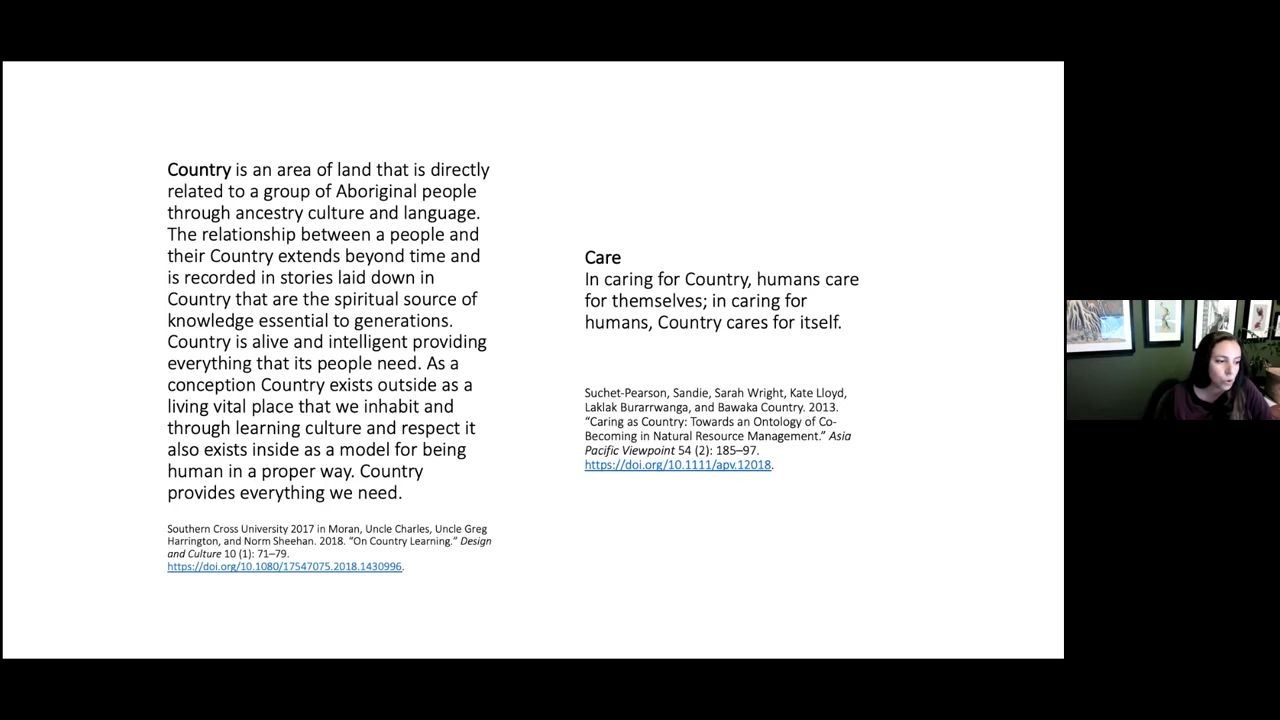 Country is an area of land that is directly
related to a group of Aboriginal people
through ancestry culture and language.
The relationship between a people and
their Country extends beyond time and
is recorded in stories laid down in
Country that are the spiritual source of
knowledge essential to generations.
Country is alive and intelligent providing
everything that its people need. As a
conception Country exists outside as a
living vital place that we inhabit and
through learning culture and respect it
also exists inside as a model for being
human in a proper way. Country
provides everything we need.
Southern Cross University 2017 in Moran, Uncle Charles, Uncle Greg
Harrington, and Norm Sheehan. 2018. “On Country Learning.” Design
and Culture 10 (1): 71–79.
https://doi.org/10.1080/17547075.2018.1430996.
Care
In caring for Country, humans care
for themselves; in caring for
humans, Country cares for itself.
Suchet-Pearson, Sandie, Sarah Wright, Kate Lloyd,
Laklak Burarrwanga, and Bawaka Country. 2013.
“Caring as Country: Towards an Ontology of Co-
Becoming in Natural Resource Management.” Asia
Pacific Viewpoint 54 (2): 185–97.
https://doi.org/10.1111/apv.12018.